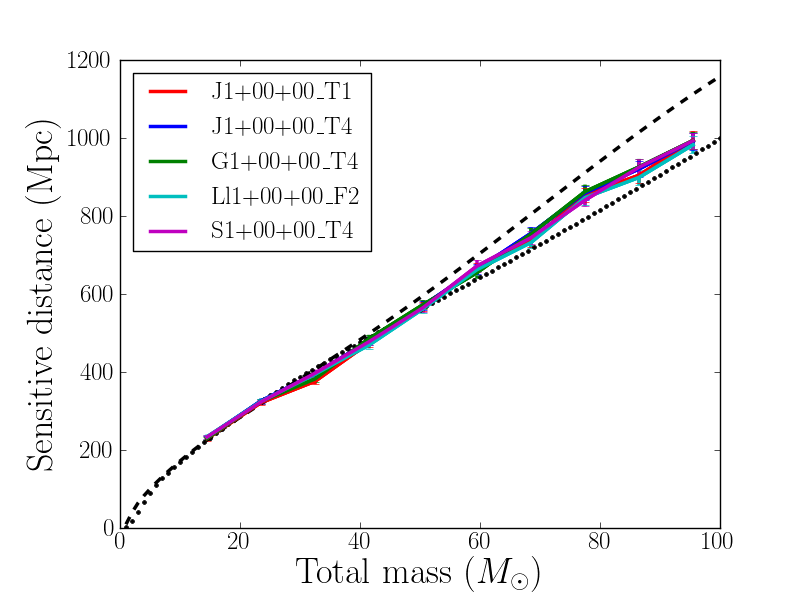 1200
1000
800
600
400
200
0
Sensitive distance (Mpc)
J1+00+00_T1
J1+00+00_T4
G1+00+00_T4
Ll1+00+00_F2
S1+00+00_T4
0 20 40 60 80 100
Total mass (M☉)